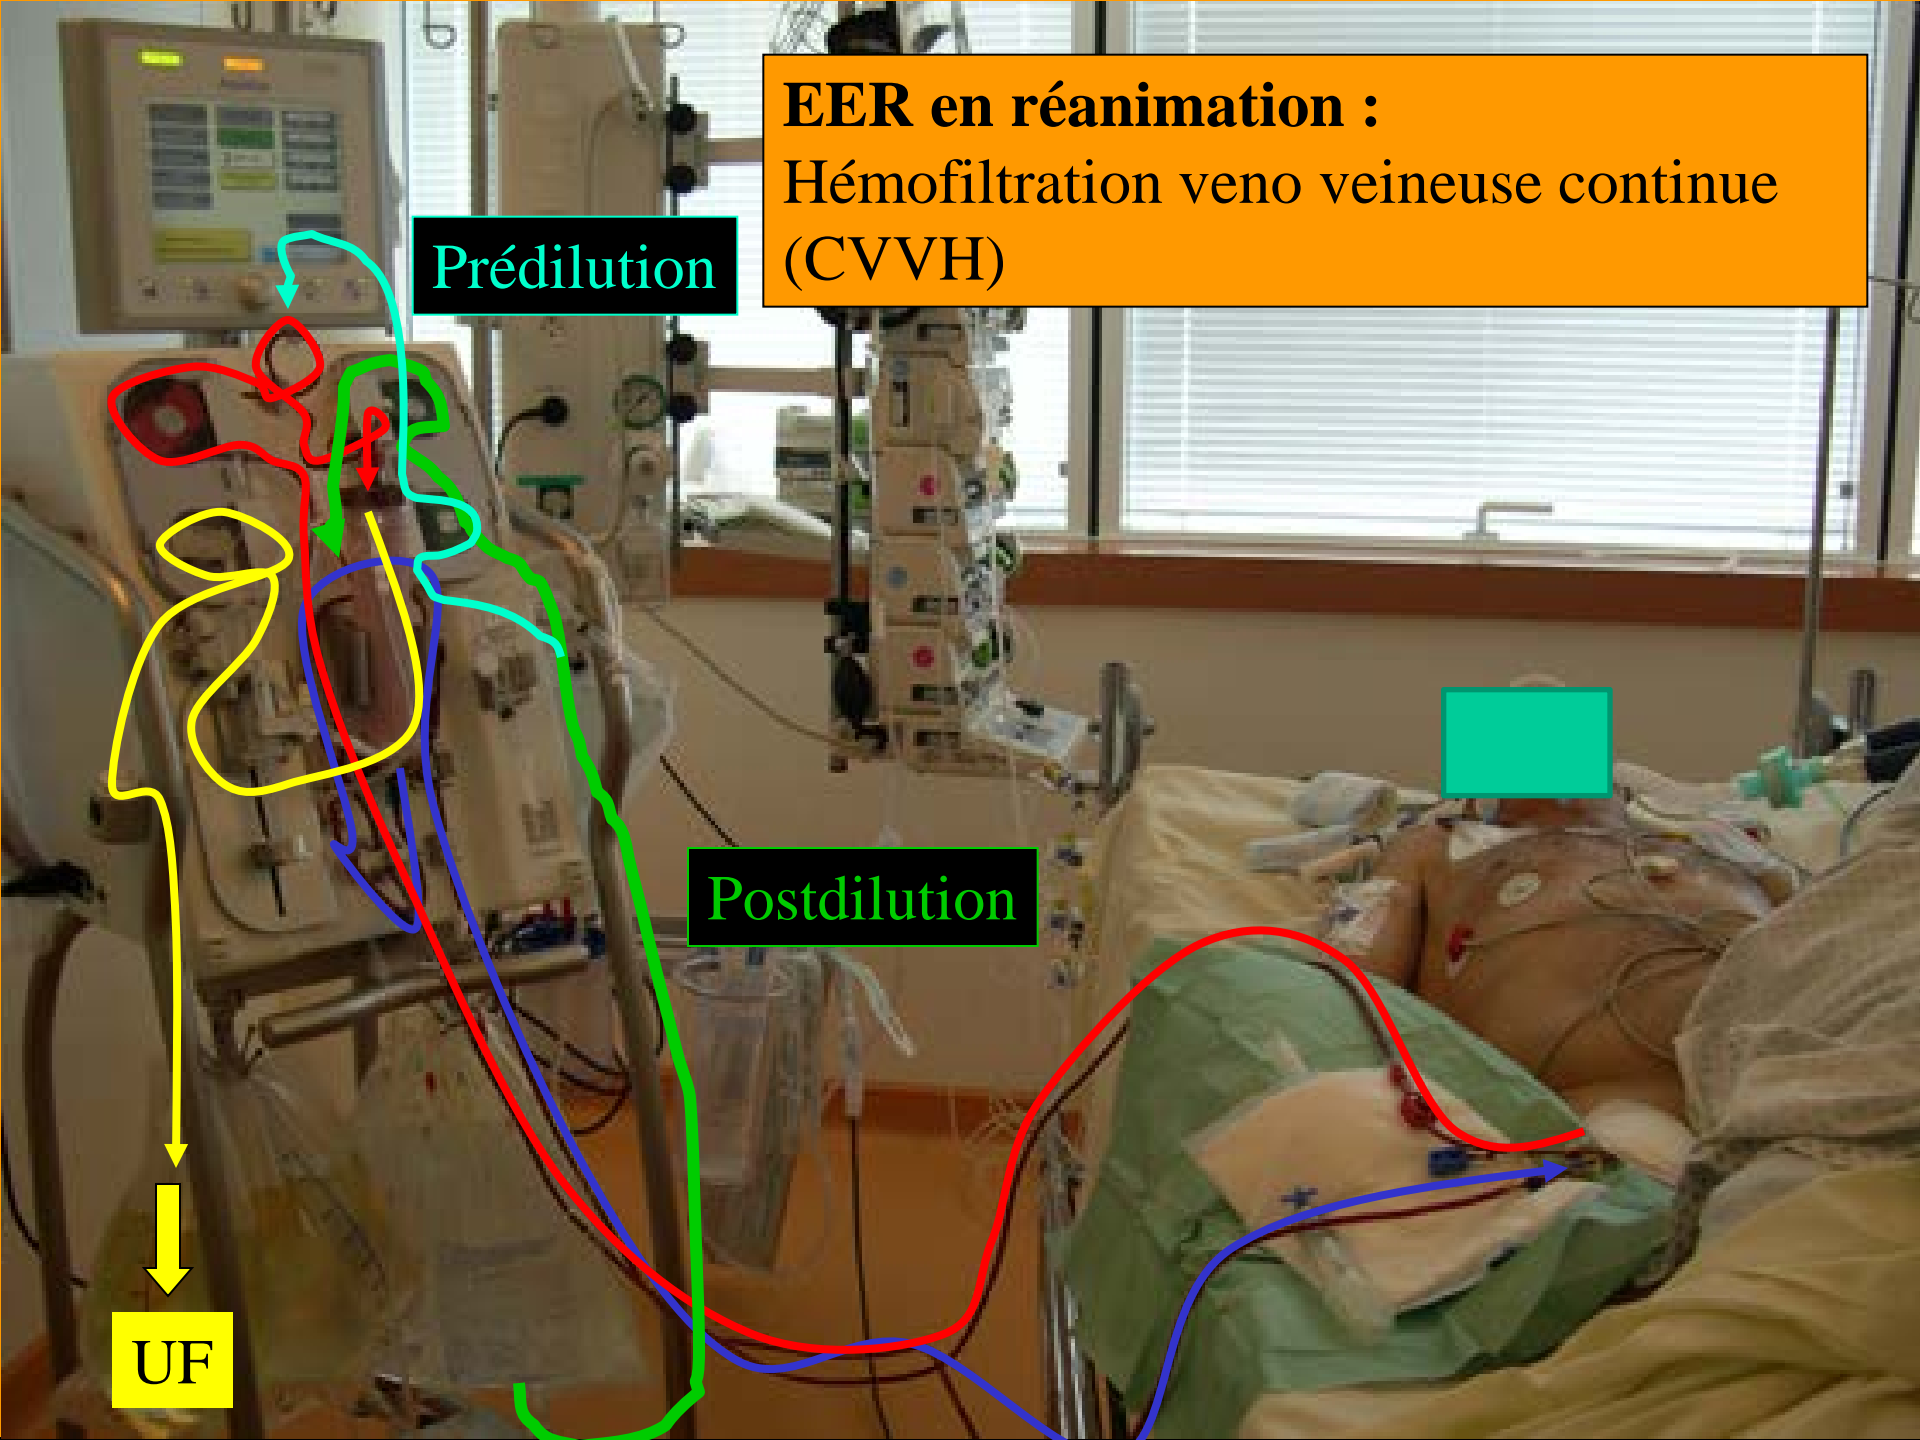 EER en réanimation :
Hémofiltration veno veineuse continue
(CVVH)
Prédilution
Postdilution
UF